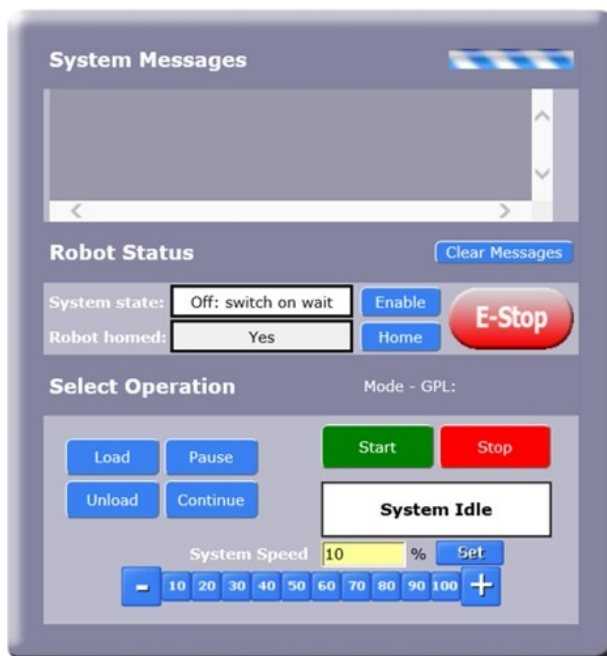 System Messages
Robot Status
Clear Messages
System state: Off: switch on wait Enable
E-Stop
Robot homed: Yes Home
Select Operation Mode - GPL:
Load Pause Start Stop
Unload Continue System Idle
System Speed 10 % Set
- 10 20 30 40 50 60 70 80 90 100 +